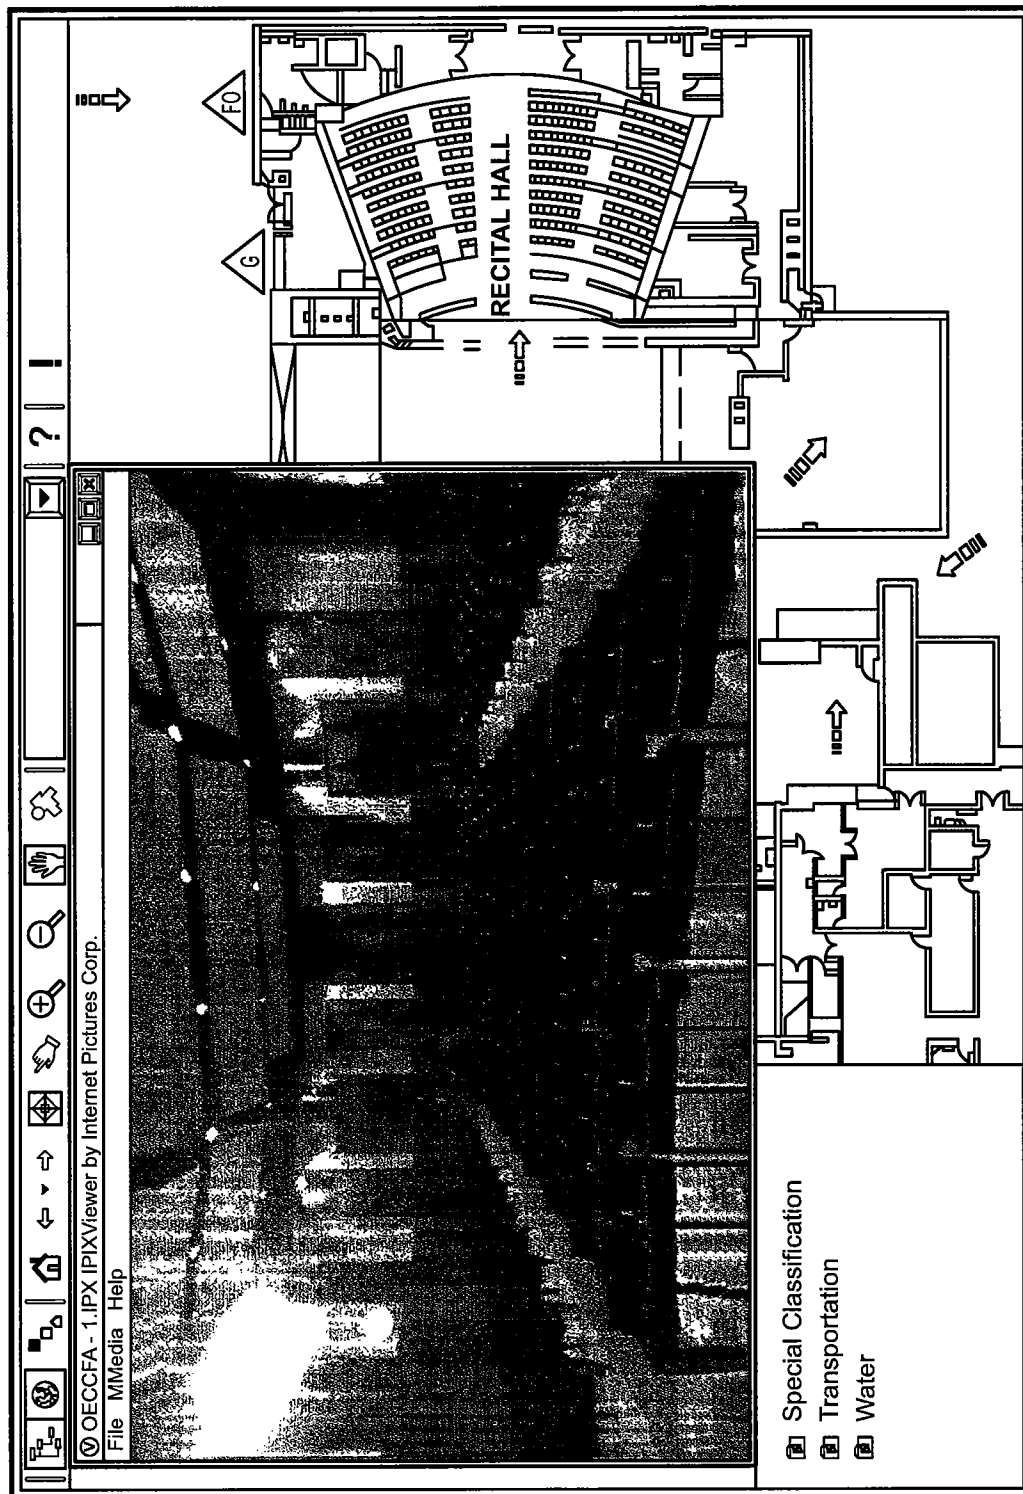 ? !
OECCFA - 1.IPX IPIXViewer by Internet Pictures Corp.
File MMedia Help
G
FO
RECITAL HALL
Special Classification
Transportation
Water